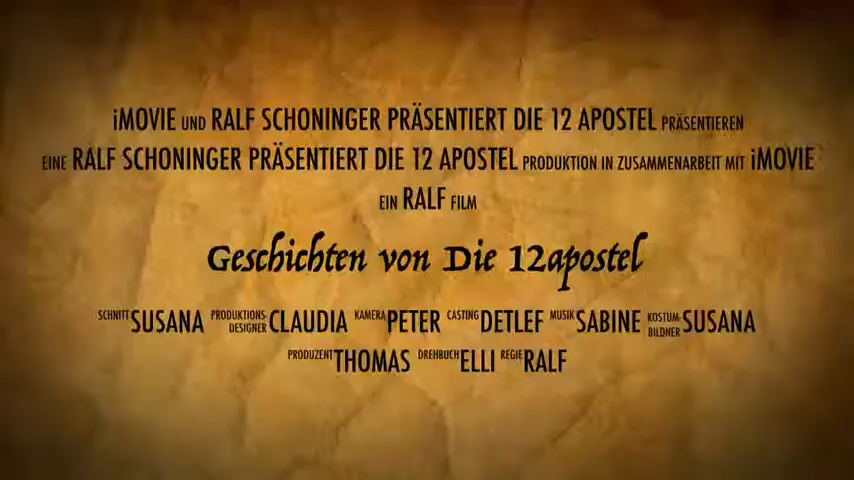 iMOVIE UND RALF SCHONINGER PRÄSENTIERT DIE 12 APOSTEL PRÄSENTIEREN
EINE RALF SCHONINGER PRÄSENTIERT DIE 12 APOSTEL PRODUKTION IN ZUSAMMENARBEIT MIT iMOVIE
EIN RALF FILM
Geschichten von Die 12apostel
SCHNITT SUSANA PRODUKTIONS-DESIGNER CLAUDIA KAMERA PETER CASTING DETLEF MUSIK SABINE KOSTUM-BILDNER SUSANA
PRODUZENT THOMAS DREHBUCH ELLI REGIE RALF